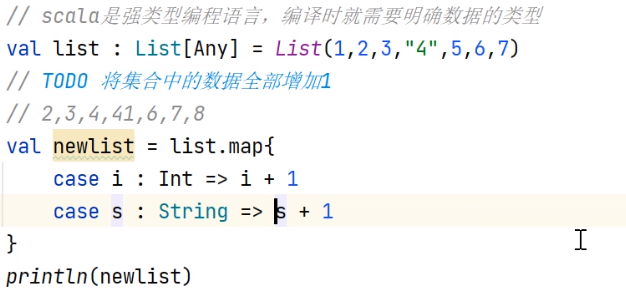 // scala是强类型编程语言，编译时就需要明确数据的类型
val list : List[Any] = List(1,2,3,"4",5,6,7)
// TODO 将集合中的数据全部增加1
// 2,3,4,41,6,7,8
val newlist = list.map{
case i : Int => i + 1
case s : String => s + 1
}
println(newlist)